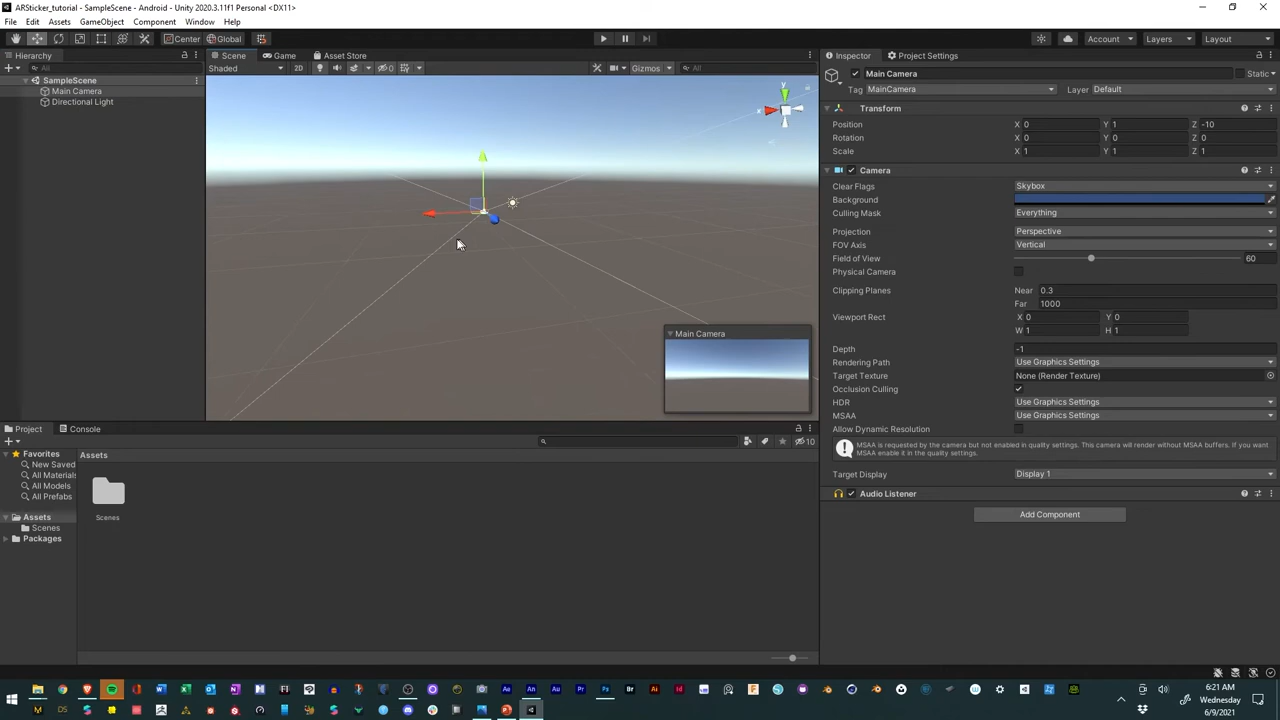 ARSticker_tutorial - SampleScene - Android - Unity 2020.3.11f1 Personal <DX11>
File Edit Assets GameObject Component Window Help
Center Global Account Layers Layout
Hierarchy
All
SampleScene
Main Camera
Directional Light
Scene Game Asset Store
Shaded 2D 0 Gizmos All
y
x
Main Camera
Inspector Project Settings
Main Camera Static
Tag MainCamera Layer Default
Transform
Position X 0 Y 1 Z -10
Rotation X 0 Y 0 Z 0
Scale X 1 Y 1 Z 1
Camera
Clear Flags Skybox
Background
Culling Mask Everything
Projection Perspective
FOV Axis Vertical
Field of View 60
Physical Camera
Clipping Planes Near 0.3
Far 1000
Viewport Rect X 0 Y 0
W 1 H 1
Depth -1
Rendering Path Use Graphics Settings
Target Texture None (Render Texture)
Occlusion Culling
HDR Use Graphics Settings
MSAA Use Graphics Settings
Allow Dynamic Resolution
MSAA is requested by the camera but not enabled in quality settings. This camera will render without MSAA buffers. If you want
MSAA enable it in the quality settings.
Target Display Display 1
Audio Listener
Add Component
Project Console
10
Favorites
New Saved
All Materials
All Models
All Prefabs
Assets
Scenes
Packages
Assets
Scenes
6:21 AM
Wednesday
6/9/2021